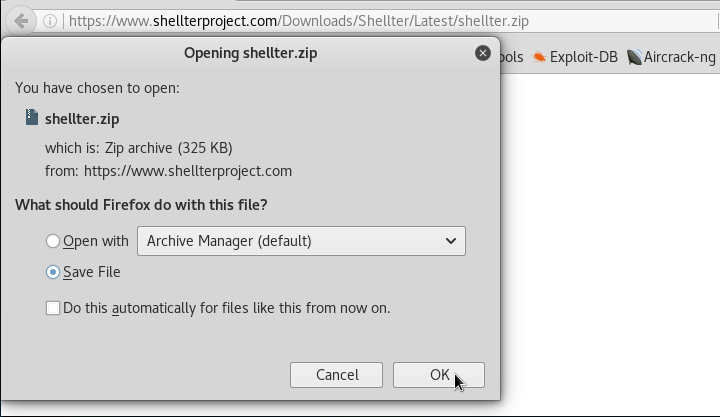 https://www.shellterproject.com/Downloads/Shellter/Latest/shellter.zip
Opening shellter.zip
ools Exploit-DB Aircrack-ng
You have chosen to open:
shellter.zip
which is: Zip archive (325 KB)
from: https://www.shellterproject.com
What should Firefox do with this file?
Open with Archive Manager (default)
Save File
Do this automatically for files like this from now on.
Cancel OK